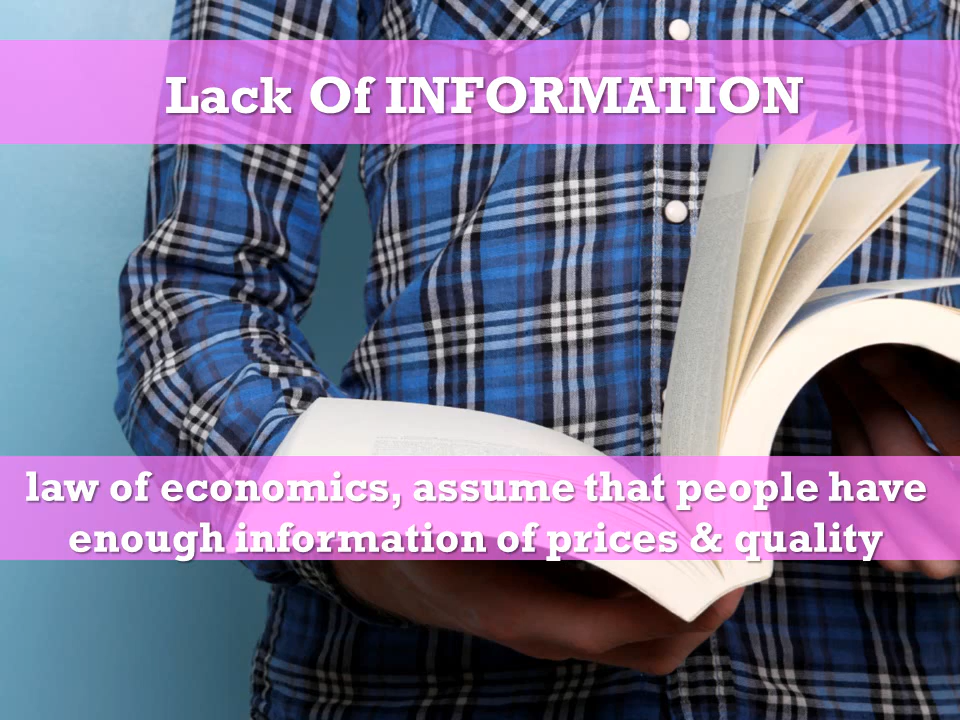 Lack Of INFORMATION
law of economics, assume that people have
enough information of prices & quality